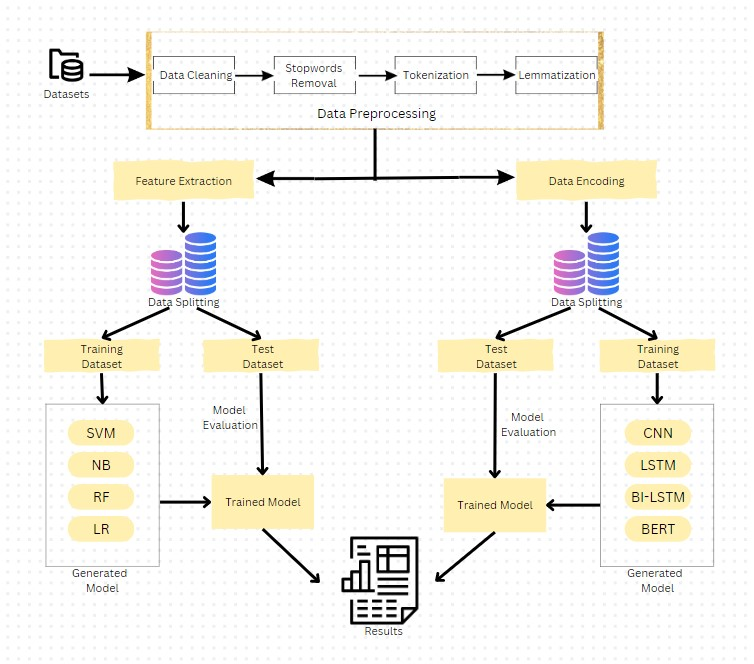 Datasets
Data Cleaning
Stopwords
Removal
Tokenization
Lemmatization
Data Preprocessing
Feature Extraction
Data Encoding
Data Splitting
Data Splitting
Training
Dataset
Test
Dataset
Test
Dataset
Training
Dataset
Model
Evaluation
Model
Evaluation
SVM
NB
RF
LR
CNN
LSTM
BI-LSTM
BERT
Trained Model
Trained Model
Generated
Model
Generated
Model
Results